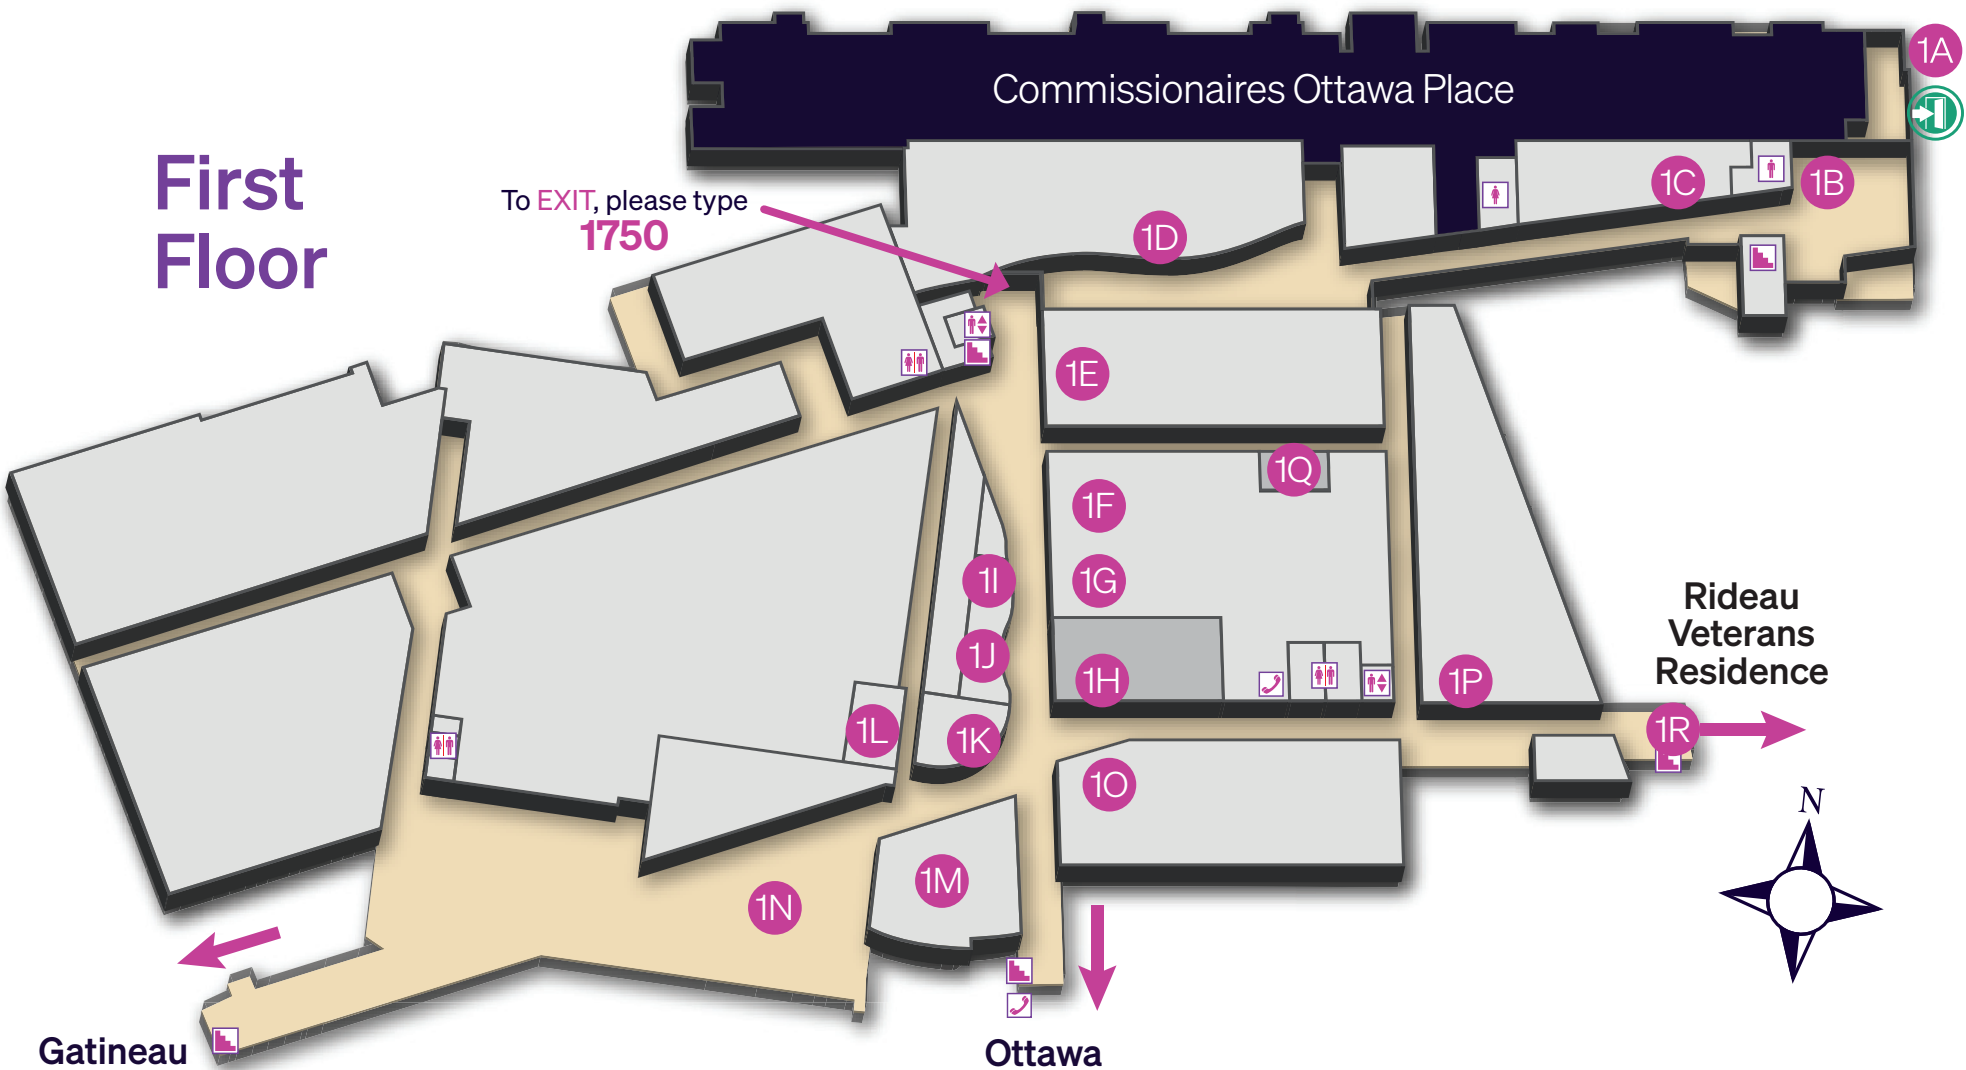 Commissionaires Ottawa Place
1A
First
Floor
To EXIT, please type
1750
1B
1C
1D
1E
1Q
1F
1G
1H
1I
1J
1K
1L
1P
Rideau
Veterans
Residence
1R
1O
1M
1N
N
Gatineau
Ottawa